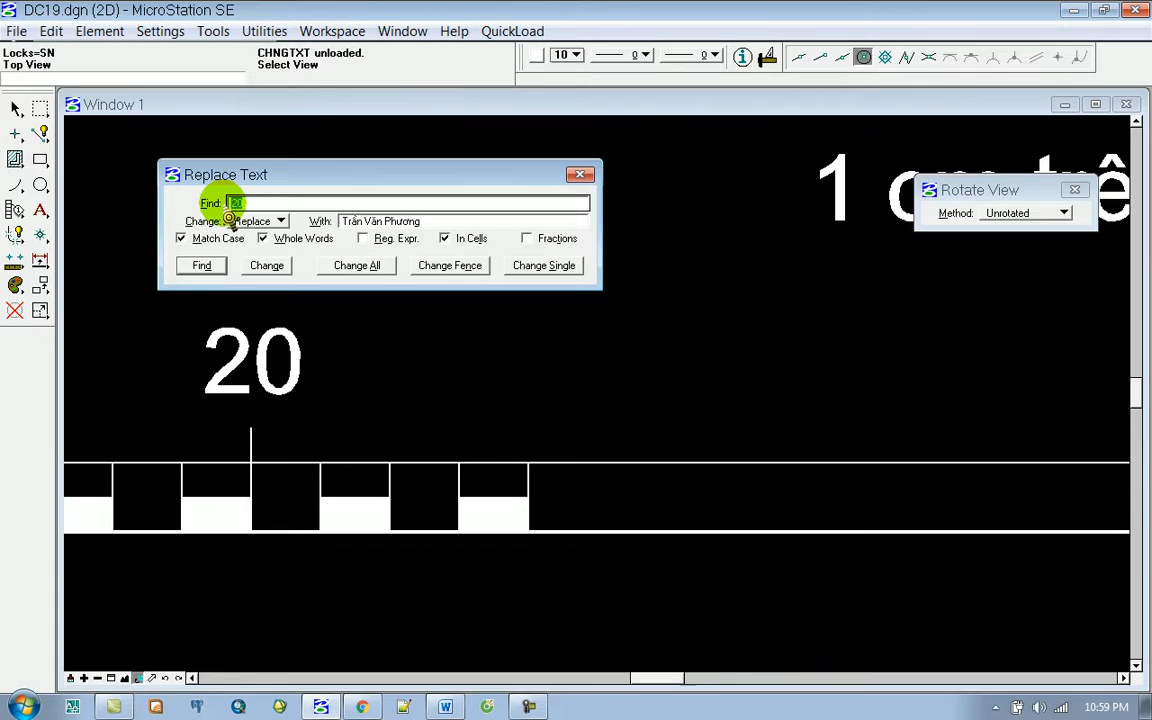 DC19.dgn (2D) - MicroStation SE
File Edit Element Settings Tools Utilities Workspace Window Help QuickLoad
Locks=SN CHNGTXT unloaded.
Top View Select View
10 0 0
Window 1
Replace Text
Find: 20
Change: Replace With: Trần Văn Phương
Match Case Whole Words Reg. Expr. In Cells Fractions
Find Change Change All Change Fence Change Single
Rotate View
Method: Unrotated
1
20
10:59 PM